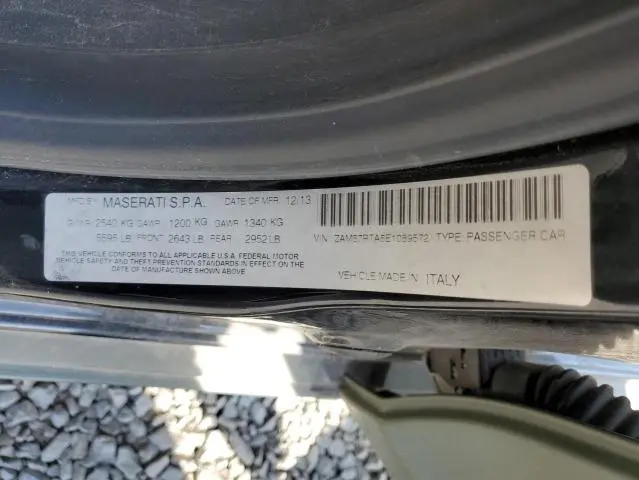 MFD BY MASERATI S.P.A. DATE OF MFR 12/13
GVWR 2540 KG GAWR 1200 KG GAWR 1340 KG
LB FRONT 2643 LB REAR 2952 LB
THIS VEHICLE CONFORMS TO ALL APPLICABLE U.S.A. FEDERAL MOTOR
VEHICLE SAFETY AND THEFT PREVENTION STANDARDS IN EFFECT ON THE
DATE OF MANUFACTURE SHOWN ABOVE
VIN: TYPE: PASSENGER CAR
VEHICLE MADE IN ITALY